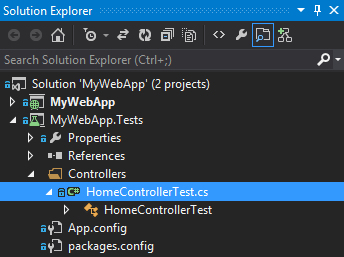 Solution Explorer
Search Solution Explorer (Ctrl+;)
Solution 'MyWebApp' (2 projects)
MyWebApp
MyWebApp.Tests
Properties
References
Controllers
C# HomeControllerTest.cs
HomeControllerTest
App.config
packages.config